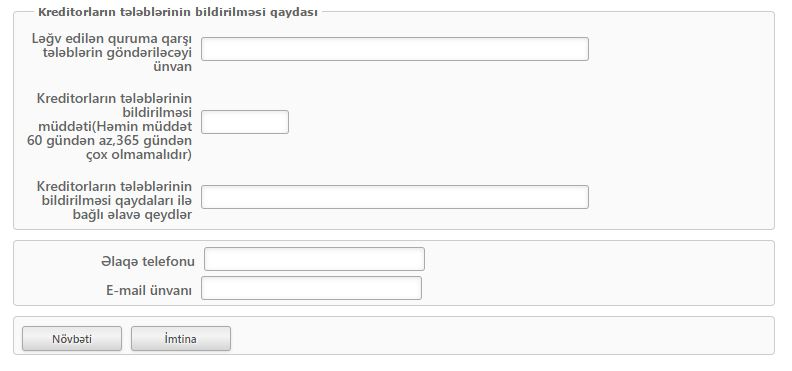 Kreditorların tələblərinin bildirilməsi qaydası
Ləğv edilən quruma qarşı
tələblərin göndəriləcəyi
ünvan
Kreditorların tələblərinin
bildirilməsi
müddəti(Həmin müddət
60 gündən az,365 gündən
çox olmamalıdır)
Kreditorların tələblərinin
bildirilməsi qaydaları ilə
bağlı əlavə qeydlər
Əlaqə telefonu
E-mail ünvanı
Növbəti
İmtina